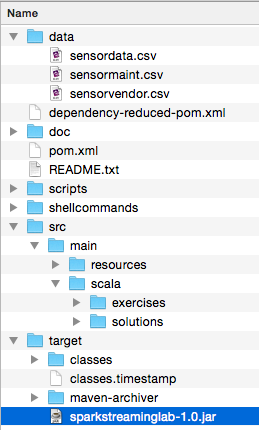 Name
data
sensordata.csv
sensormaint.csv
sensorvendor.csv
dependency-reduced-pom.xml
doc
pom.xml
README.txt
scripts
shellcommands
src
main
resources
scala
exercises
solutions
target
classes
classes.timestamp
maven-archiver
sparkstreaminglab-1.0.jar